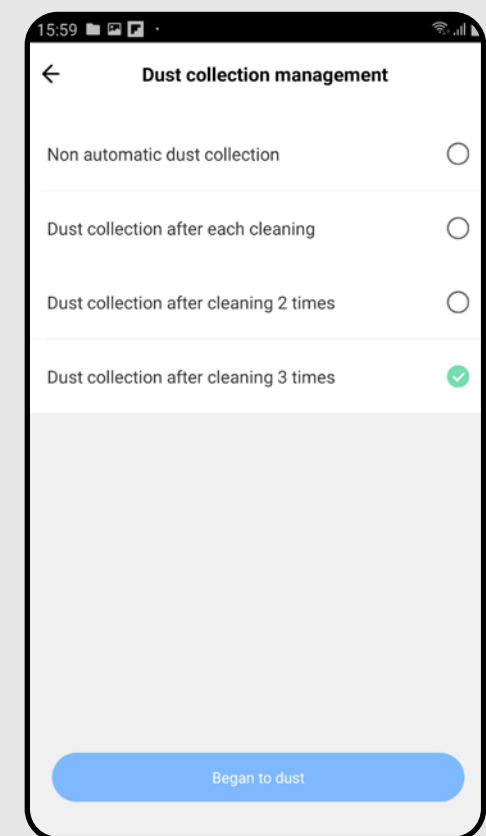 15:59
Dust collection management
Non automatic dust collection
Dust collection after each cleaning
Dust collection after cleaning 2 times
Dust collection after cleaning 3 times
Began to dust